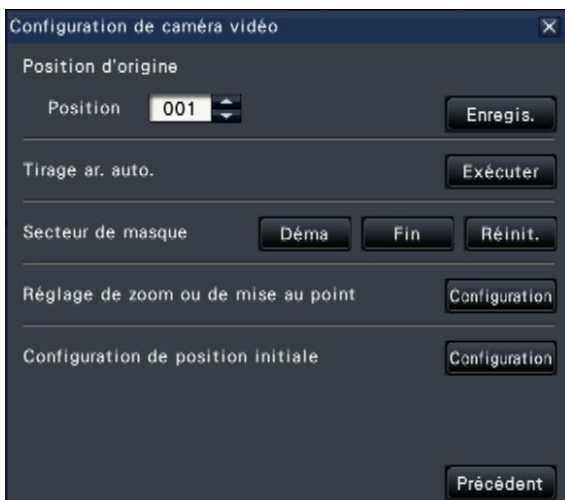 Configuration de caméra vidéo
Position d'origine
Position 001 Enregis.
Tirage ar. auto. Exécuter
Secteur de masque Déma Fin Réinit.
Réglage de zoom ou de mise au point Configuration
Configuration de position initiale Configuration
Précédent